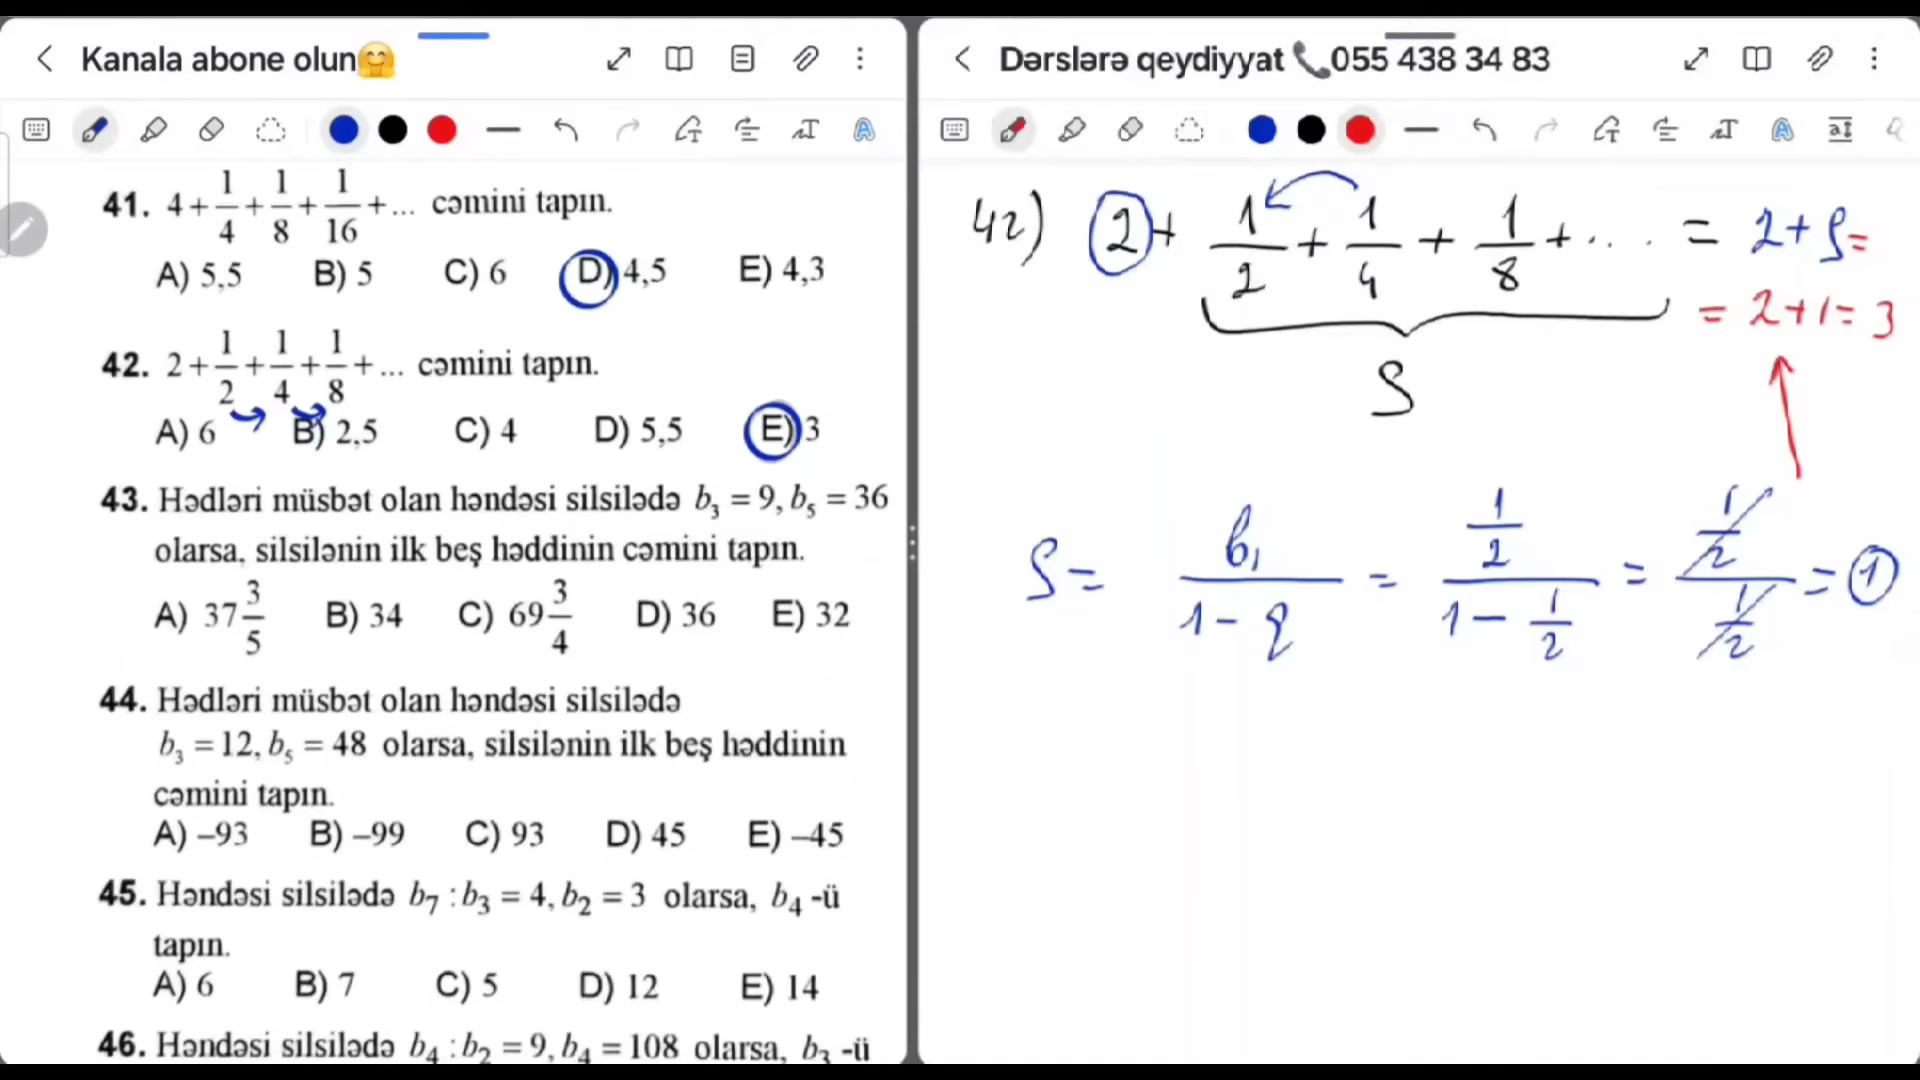 Kanala abone olun🤗
41. 4 + 1/4 + 1/8 + 1/16 + ... cəmini tapın.
A) 5,5 B) 5 C) 6 D) 4,5 E) 4,3
42. 2 + 1/2 + 1/4 + 1/8 + ... cəmini tapın.
A) 6 B) 2,5 C) 4 D) 5,5 E) 3
43. Hədləri müsbət olan həndəsi silsilədə b₃ = 9, b₅ = 36
olarsa, silsilənin ilk beş həddinin cəmini tapın.
A) 37 3/5 B) 34 C) 69 3/4 D) 36 E) 32
44. Hədləri müsbət olan həndəsi silsilədə
b₃ = 12, b₅ = 48 olarsa, silsilənin ilk beş həddinin
cəmini tapın.
A) –93 B) –99 C) 93 D) 45 E) –45
45. Həndəsi silsilədə b₇ : b₃ = 4, b₂ = 3 olarsa, b₄ -ü
tapın.
A) 6 B) 7 C) 5 D) 12 E) 14
46. Həndəsi silsilədə b₄ : b₂ = 9, b₄ = 108 olarsa, b₃ -ü
Dərslərə qeydiyyat 📞055 438 34 83
42) 2 + 1/2 + 1/4 + 1/8 + .... = 2 + S =
= 2 + 1 = 3
S
S = b₁/(1 - q) = (1/2)/(1 - 1/2) = (1/2)/(1/2) = 1